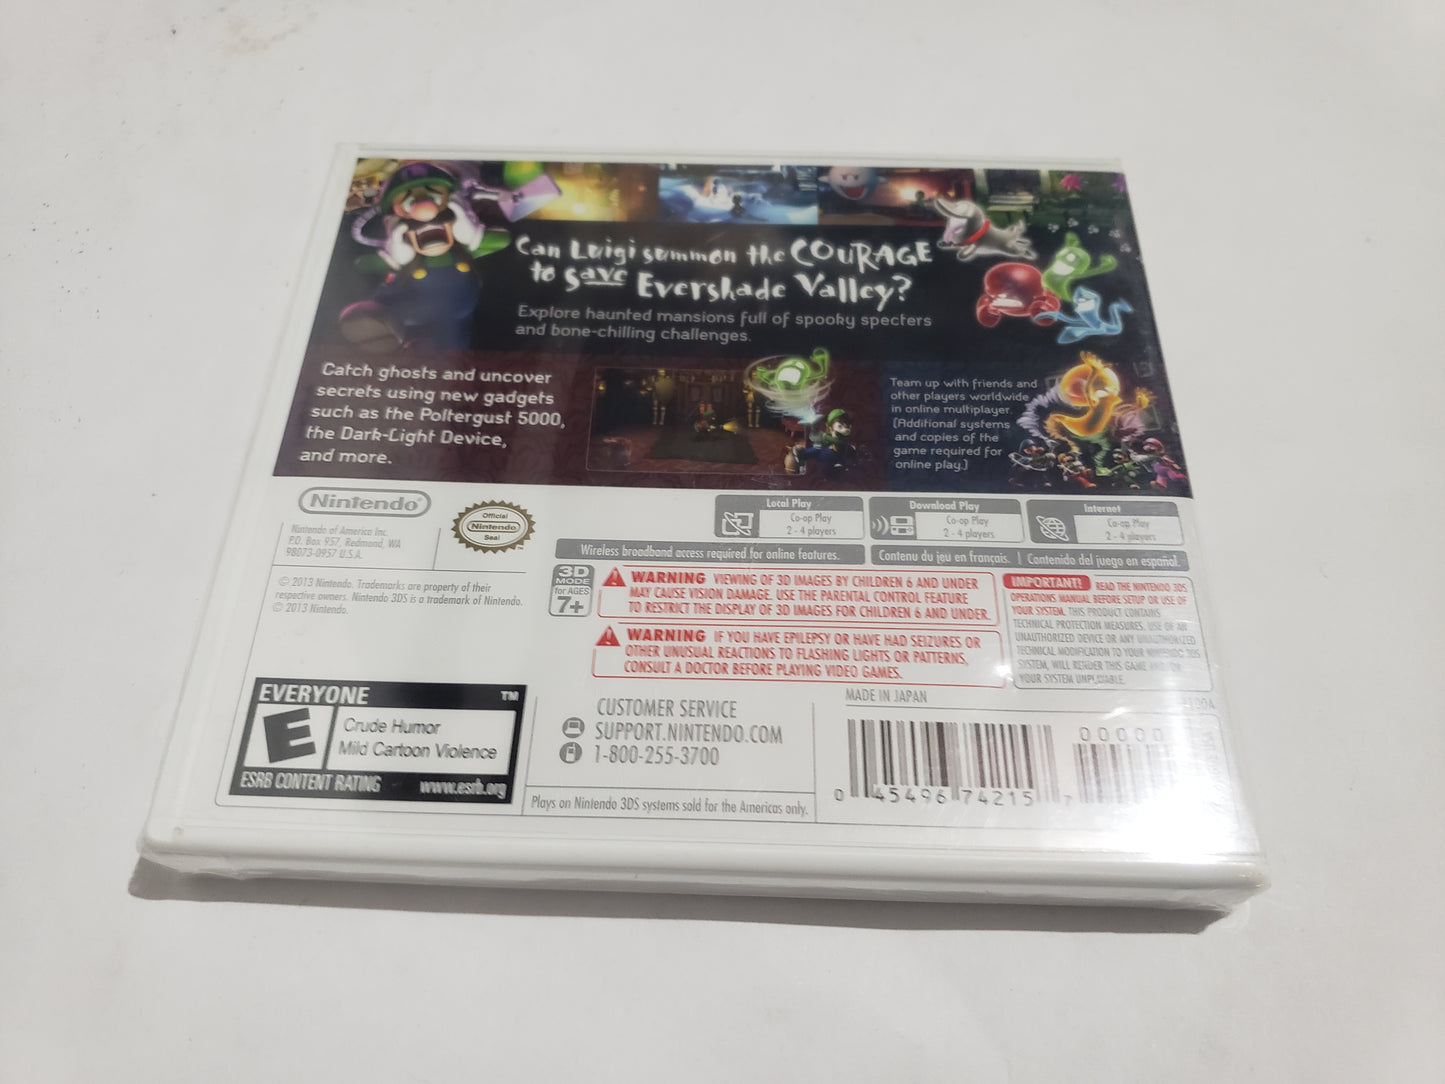 Can Luigi summon the COURAGE
to save Evershade Valley?
Explore haunted mansions full of spooky specters
and bone-chilling challenges.
Catch ghosts and uncover
secrets using new gadgets
such as the Poltergust 5000,
the Dark-Light Device,
and more.
Team up with friends and
other players worldwide
in online multiplayer.
(Additional systems
and copies of the
game required for
online play.)
Nintendo®
Nintendo of America Inc.
P.O. Box 957, Redmond, WA
98073-0957 U.S.A.
Official
Nintendo
Seal
Local Play
Co-op Play
2 - 4 players
Download Play
Co-op Play
2 - 4 players
Internet
Co-op Play
2 - 4 players
Wireless broadband access required for online features.
Contenu du jeu en français.
Contenido del juego en español.
© 2013 Nintendo. Trademarks are property of their
respective owners. Nintendo 3DS is a trademark of Nintendo.
© 2013 Nintendo.
3D
MODE
for AGES
7+
WARNING VIEWING OF 3D IMAGES BY CHILDREN 6 AND UNDER
MAY CAUSE VISION DAMAGE. USE THE PARENTAL CONTROL FEATURE
TO RESTRICT THE DISPLAY OF 3D IMAGES FOR CHILDREN 6 AND UNDER.
WARNING IF YOU HAVE EPILEPSY OR HAVE HAD SEIZURES OR
OTHER UNUSUAL REACTIONS TO FLASHING LIGHTS OR PATTERNS,
CONSULT A DOCTOR BEFORE PLAYING VIDEO GAMES.
IMPORTANT! READ THE NINTENDO 3DS
OPERATIONS MANUAL BEFORE SETUP OR USE OF
YOUR SYSTEM. THIS PRODUCT CONTAINS
TECHNICAL PROTECTION MEASURES. USE OF AN
UNAUTHORIZED DEVICE OR ANY UNAUTHORIZED
TECHNICAL MODIFICATION TO YOUR NINTENDO 3DS
SYSTEM, WILL RENDER THIS GAME AND/OR
YOUR SYSTEM UNPLAYABLE.
EVERYONE ™
E
Crude Humor
Mild Cartoon Violence
ESRB CONTENT RATING www.esrb.org
CUSTOMER SERVICE
SUPPORT.NINTENDO.COM
1-800-255-3700
Plays on Nintendo 3DS systems sold for the Americas only.
MADE IN JAPAN
00000
0 45496 74215 7